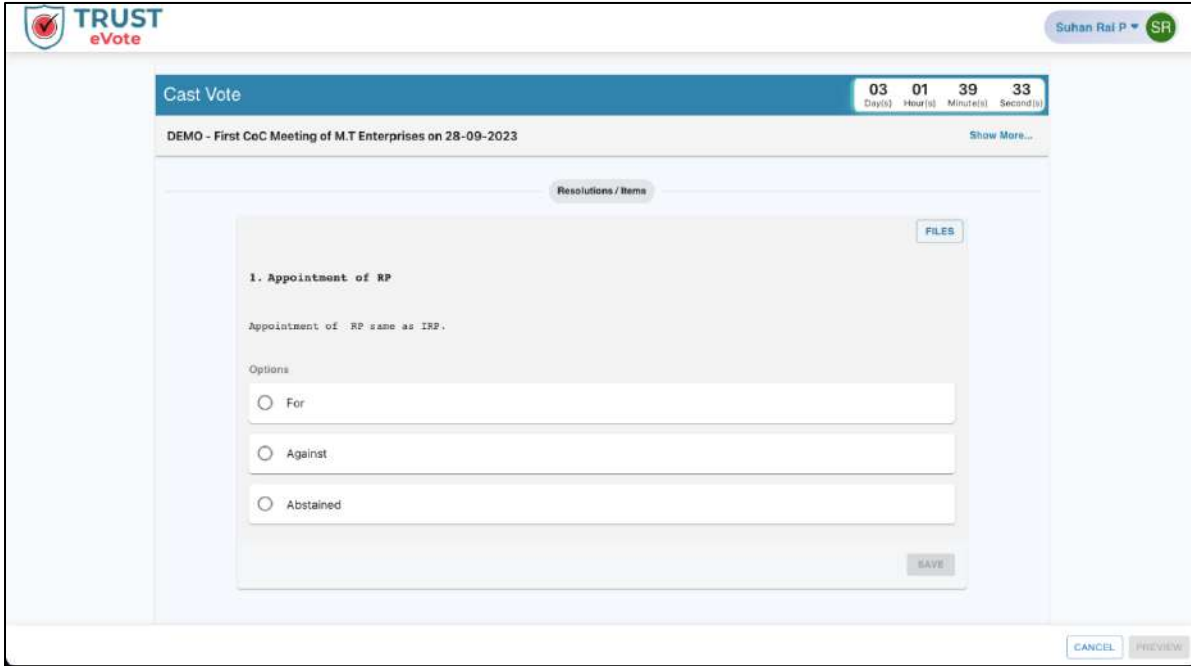 TRUST
eVote
Suhan Rai P SR
Cast Vote
03 01 39 33
Day(s) Hour(s) Minute(s) Second(s)
DEMO - First CoC Meeting of M.T Enterprises on 28-09-2023
Show More...
Resolutions / Items
FILES
1. Appointment of RP
Appointment of RP same as IRP.
Options
For
Against
Abstained
SAVE
CANCEL PREVIEW